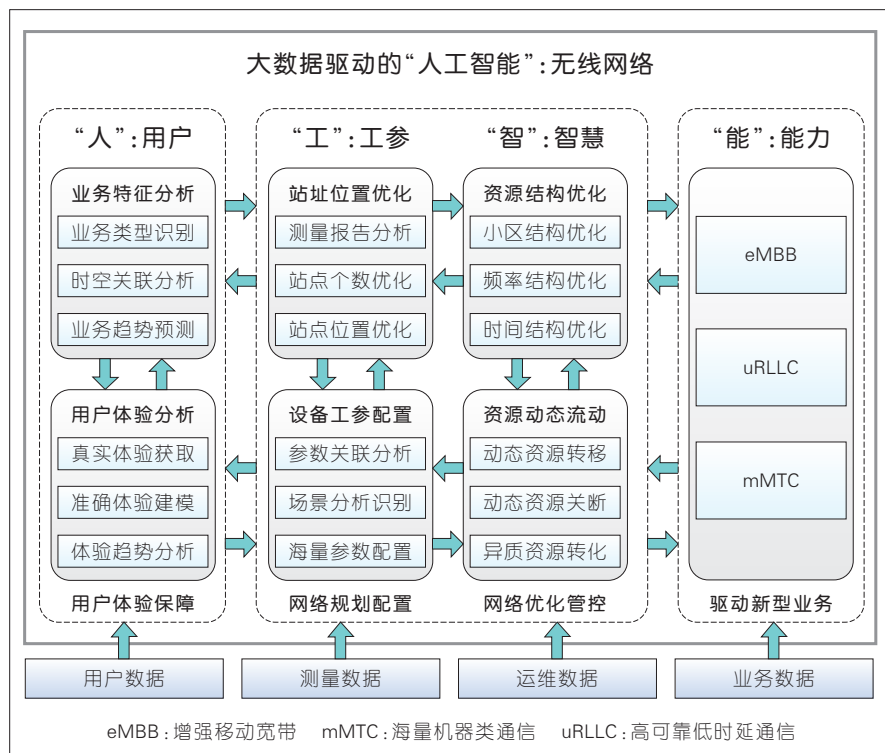 大数据驱动的“人工智能”:无线网络
“人”:用户
业务特征分析
业务类型识别
时空关联分析
业务趋势预测
用户体验分析
真实体验获取
准确体验建模
体验趋势分析
用户体验保障
“工”:工参
站址位置优化
测量报告分析
站点个数优化
站点位置优化
设备工参配置
参数关联分析
场景分析识别
海量参数配置
网络规划配置
“智”:智慧
资源结构优化
小区结构优化
频率结构优化
时间结构优化
资源动态流动
动态资源转移
动态资源关断
异质资源转化
网络优化管控
“能”:能力
eMBB
uRLLC
mMTC
驱动新型业务
用户数据
测量数据
运维数据
业务数据
eMBB:增强移动宽带 mMTC:海量机器类通信 uRLLC:高可靠低时延通信